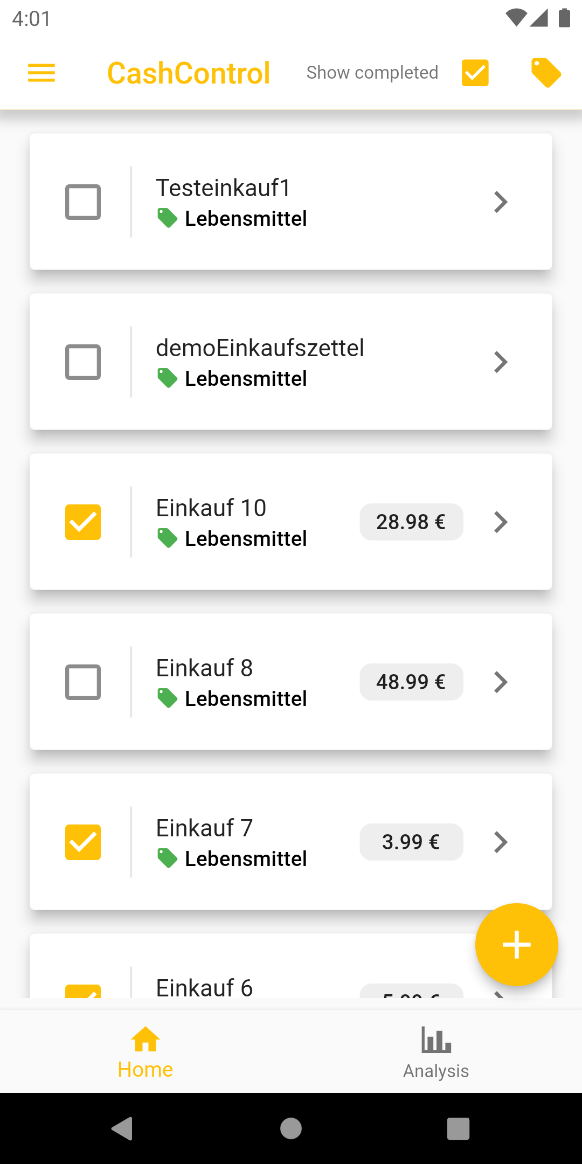 4:01
CashControl Show completed
Testeinkauf1
Lebensmittel
demoEinkaufszettel
Lebensmittel
Einkauf 10
28.98 €
Lebensmittel
Einkauf 8
48.99 €
Lebensmittel
Einkauf 7
3.99 €
Lebensmittel
Einkauf 6
Home
Analysis